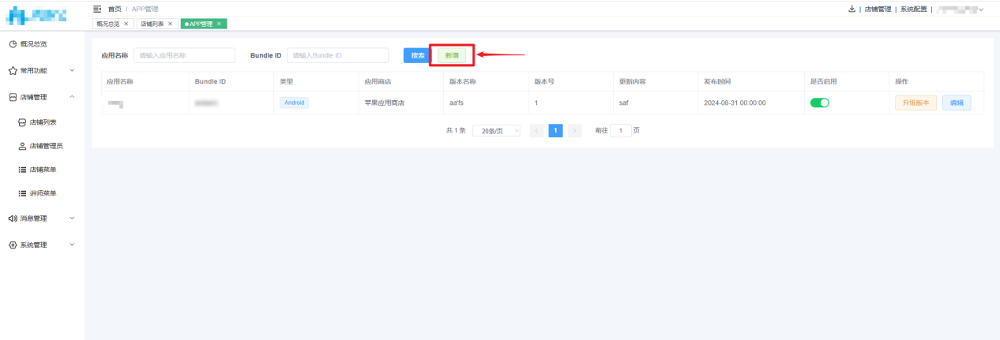 首页 / APP管理
店铺管理 | 系统配置 |
概况总览 ×
店铺列表 ×
APP管理 ×
概况总览
常用功能
店铺管理
店铺列表
店铺管理员
店铺菜单
讲师菜单
消息管理
系统管理
应用名称 请输入应用名称 Bundle ID 请输入Bundle ID 搜索 新增
应用名称 Bundle ID 类型 应用商店 版本名称 版本号 更新内容 发布时间 是否启用 操作
Android 苹果应用商店 aa'fs 1 saf 2024-08-31 00:00:00 升级版本 编辑
共 1 条 20条/页 < 1 > 前往 1 页